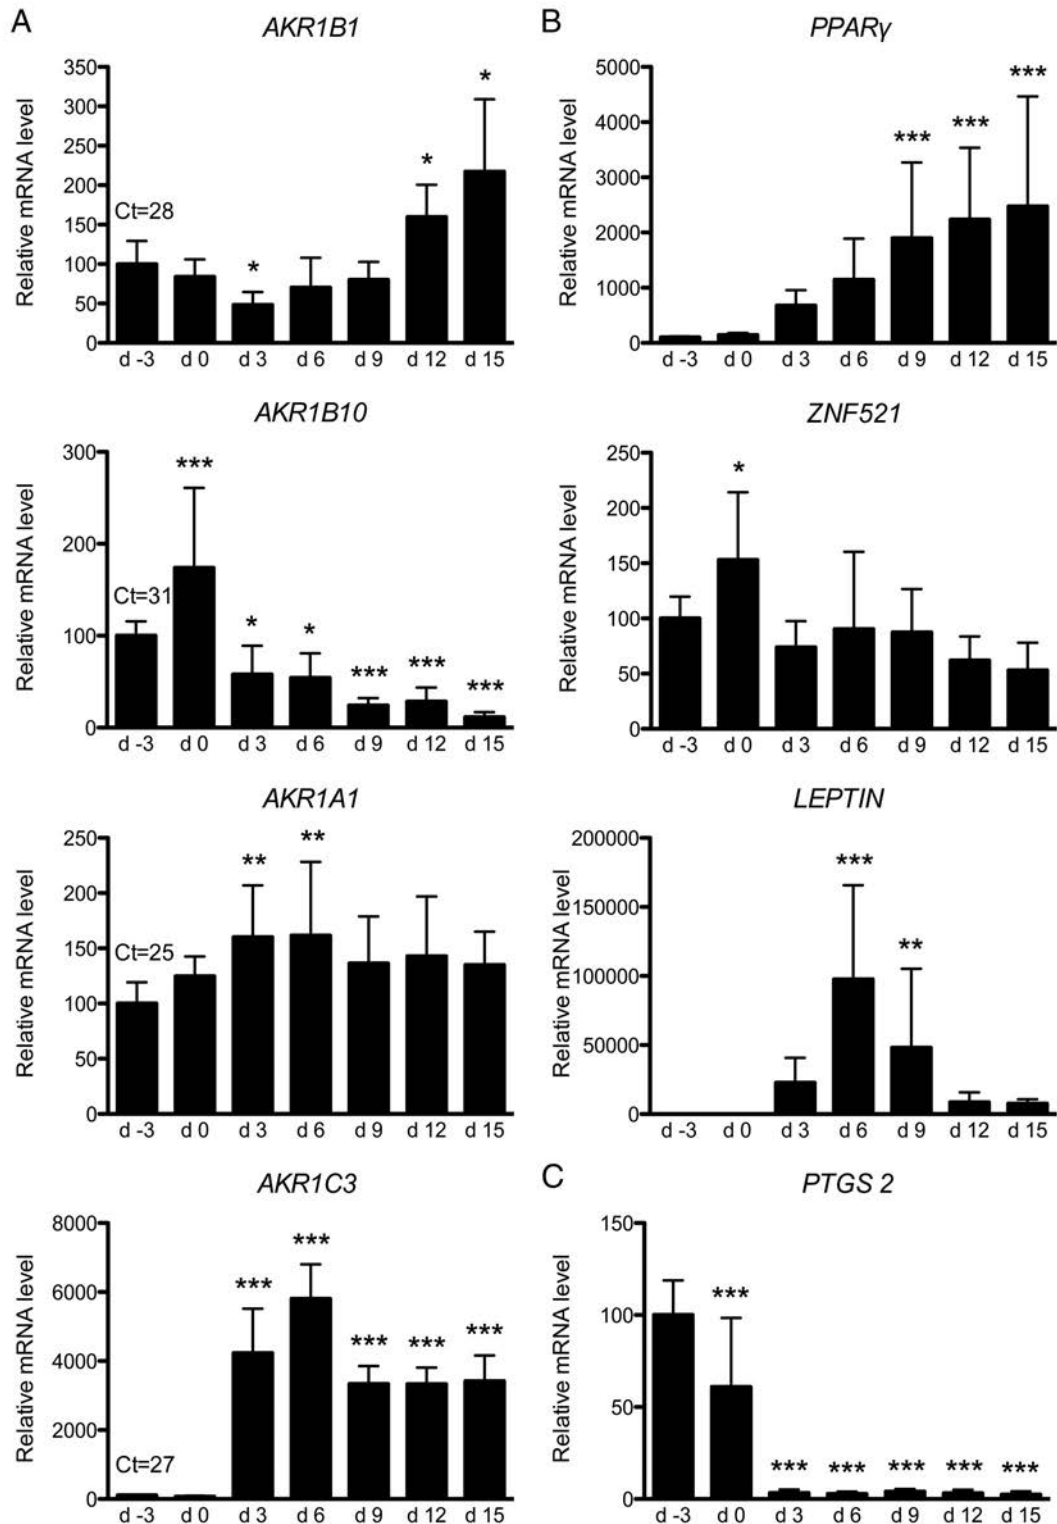 A
AKR1B1
Relative mRNA level
350
300
250
200
150
100
50
0
Ct=28
*
*
*
d -3 d 0 d 3 d 6 d 9 d 12 d 15
AKR1B10
Relative mRNA level
300
200
100
0
Ct=31
***
*
*
***
***
***
d -3 d 0 d 3 d 6 d 9 d 12 d 15
AKR1A1
Relative mRNA level
250
200
150
100
50
0
Ct=25
**
**
d -3 d 0 d 3 d 6 d 9 d 12 d 15
AKR1C3
Relative mRNA level
8000
6000
4000
2000
0
Ct=27
***
***
***
***
***
d -3 d 0 d 3 d 6 d 9 d 12 d 15
B
PPARγ
Relative mRNA level
5000
4000
3000
2000
1000
0
***
***
***
d -3 d 0 d 3 d 6 d 9 d 12 d 15
ZNF521
Relative mRNA level
250
200
150
100
50
0
*
d -3 d 0 d 3 d 6 d 9 d 12 d 15
LEPTIN
Relative mRNA level
200000
150000
100000
50000
0
***
**
d -3 d 0 d 3 d 6 d 9 d 12 d 15
C
PTGS 2
Relative mRNA level
150
100
50
0
***
***
***
***
***
***
d -3 d 0 d 3 d 6 d 9 d 12 d 15